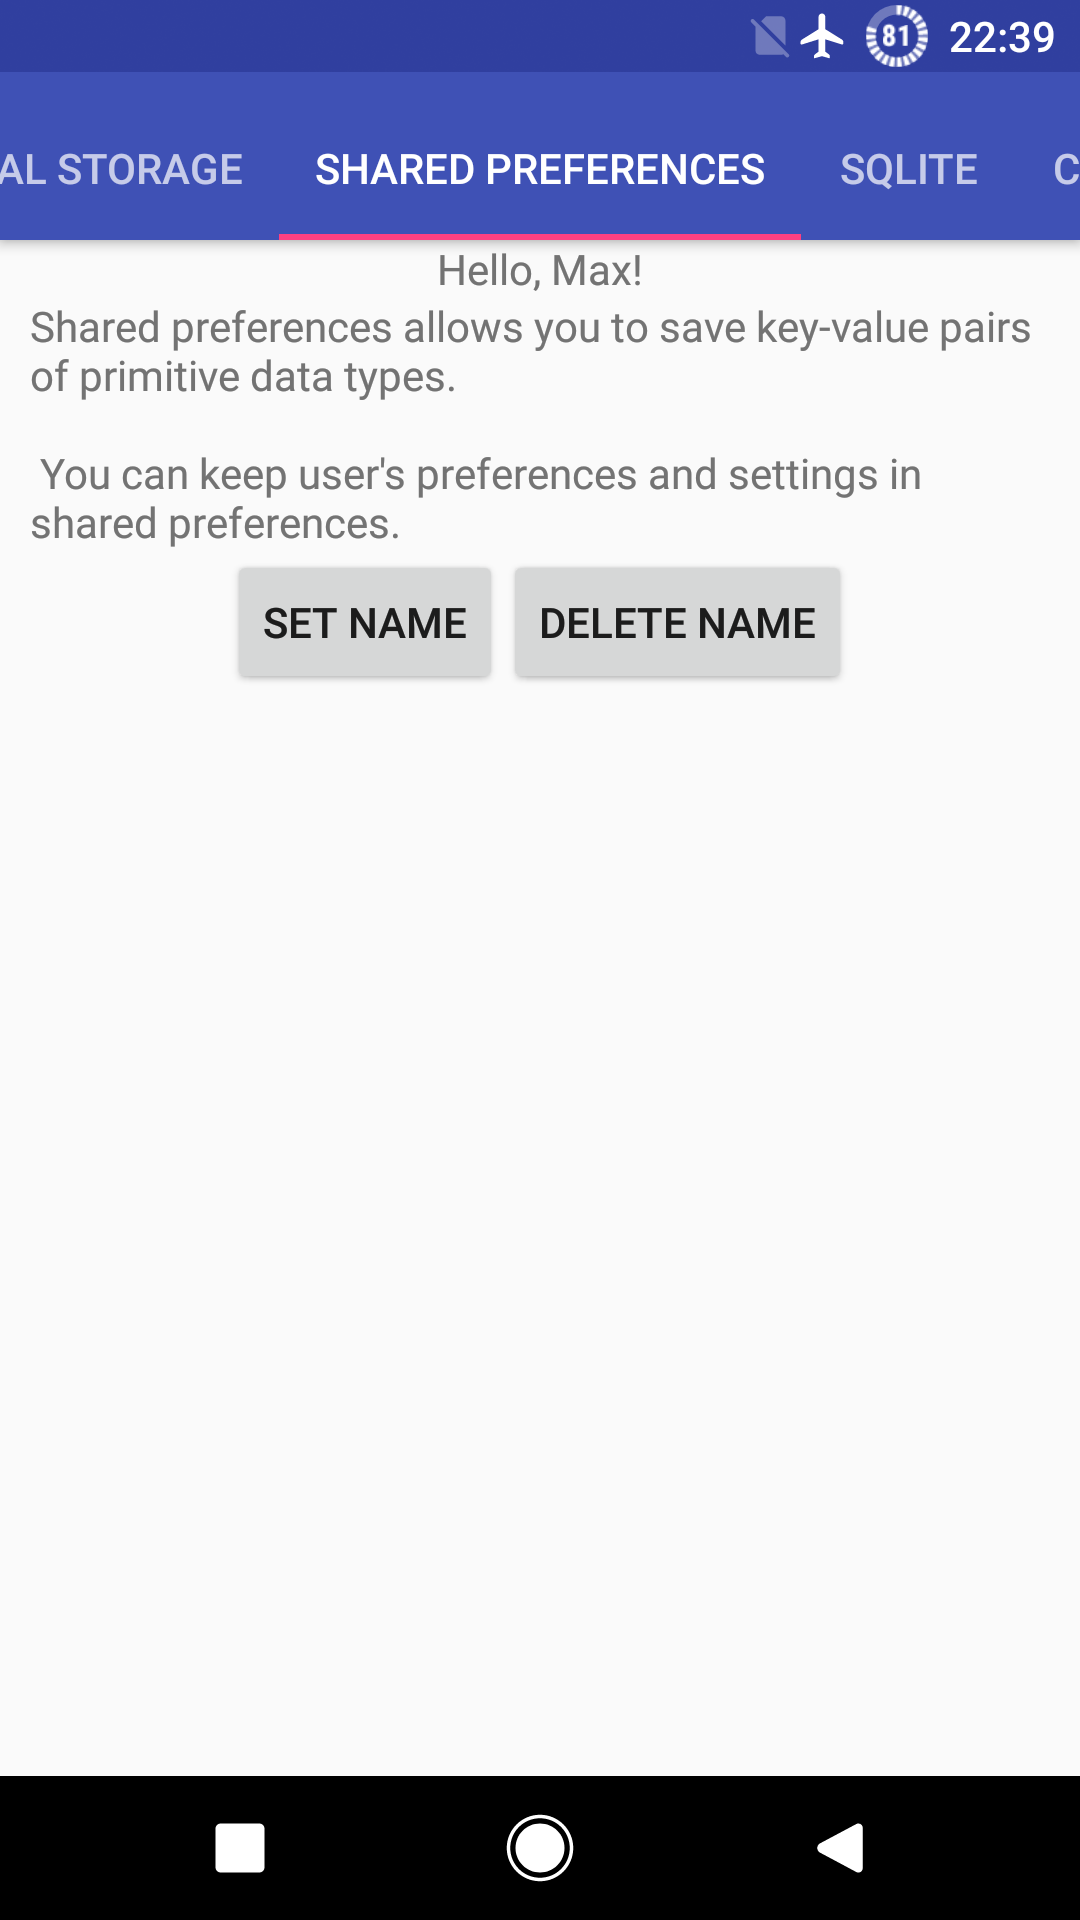 81 22:39
AL STORAGE SHARED PREFERENCES SQLITE C
Hello, Max!
Shared preferences allows you to save key-value pairs
of primitive data types.
You can keep user's preferences and settings in
shared preferences.
SET NAME DELETE NAME